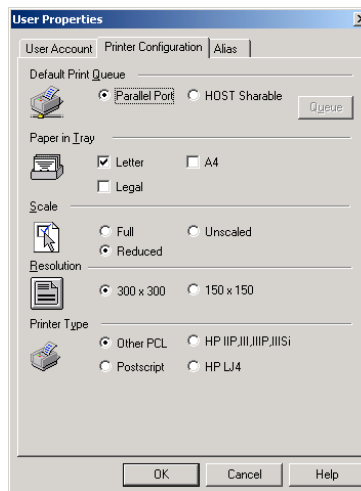 User Properties
User Account Printer Configuration Alias
Default Print Queue
Parallel Port HOST Sharable
Queue
Paper in Tray
Letter A4
Legal
Scale
Full Unscaled
Reduced
Resolution
300 x 300 150 x 150
Printer Type
Other PCL HP IIP,III,IIIP,IIISi
Postscript HP LJ4
OK Cancel Help